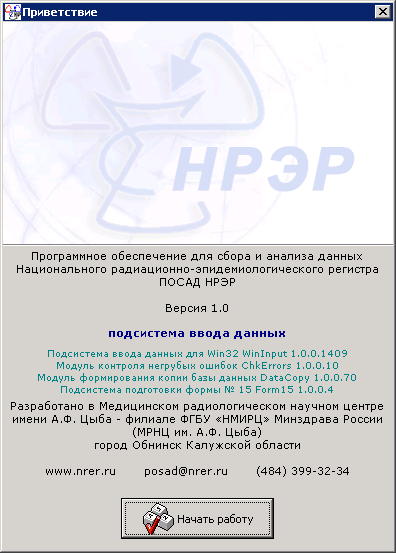 Приветствие
НРЭР
Программное обеспечение для сбора и анализа данных
Национального радиационно-эпидемиологического регистра
ПОСАД НРЭР
Версия 1.0
подсистема ввода данных
Подсистема ввода данных для Win32 WinInput 1.0.0.1409
Модуль контроля негрубых ошибок ChkErrors 1.0.0.10
Модуль формирования копии базы данных DataCopy 1.0.0.70
Подсистема подготовки формы № 15 Form15 1.0.0.4
Разработано в Медицинском радиологическом научном центре
имени А.Ф. Цыба - филиале ФГБУ «НМИРЦ» Минздрава России
(МРНЦ им. А.Ф. Цыба)
город Обнинск Калужской области
www.nrer.ru posad@nrer.ru (484) 399-32-34
Начать работу